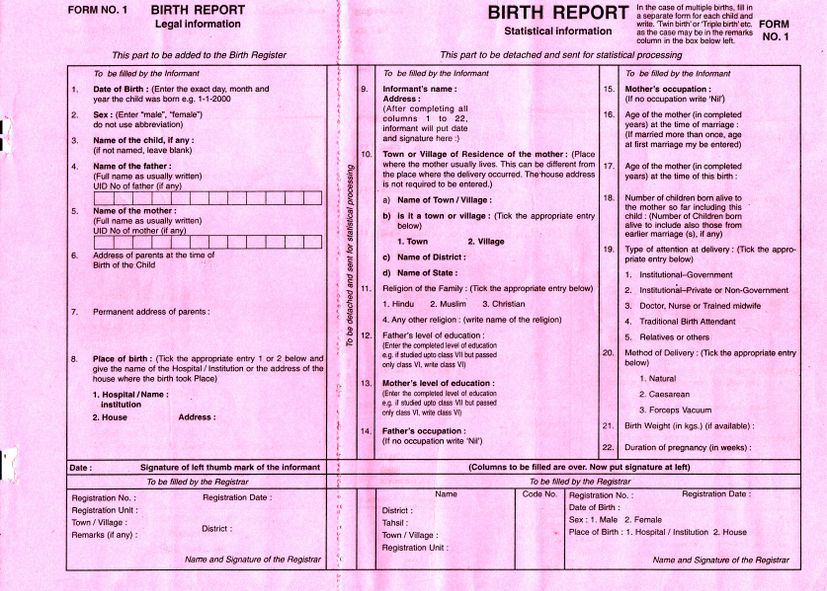 FORM NO. 1
BIRTH REPORT
Legal information
This part to be added to the Birth Register
To be filled by the Informant
1. Date of Birth : (Enter the exact day, month and
year the child was born e.g. 1-1-2000
2. Sex : (Enter "male", "female")
do not use abbreviation)
3. Name of the child, if any :
(if not named, leave blank)
4. Name of the father :
(Full name as usually written)
UID No of father (if any)
5. Name of the mother :
(Full name as usually written)
UID No of mother (if any)
6. Address of parents at the time of
Birth of the Child
7. Permanent address of parents :
8. Place of birth : (Tick the appropriate entry 1 or 2 below and
give the name of the Hospital / Institution or the address of the
house where the birth took Place)
1. Hospital / Name :
institution
2. House Address :
Date : Signature of left thumb mark of the informant
To be filled by the Registrar
Registration No. : Registration Date :
Registration Unit :
Town / Village : District :
Remarks (if any) :
Name and Signature of the Registrar
To be detached and sent for statistical processing
BIRTH REPORT
Statistical information
In the case of multiple births, fill in
a separate form for each child and
write. 'Twin birth' or 'Triple birth' etc.
as the case may be in the remarks
column in the box below left.
FORM
NO. 1
This part to be detached and sent for statistical processing
To be filled by the Informant
9. Informant's name :
Address :
(After completing all
columns 1 to 22,
informant will put date
and signature here :)
10. Town or Village of Residence of the mother : (Place
where the mother usually lives. This can be different from
the place where the delivery occurred. The house address
is not required to be entered.)
a) Name of Town / Village :
b) is it a town or village : (Tick the appropriate entry
below)
1. Town 2. Village
c) Name of District :
d) Name of State :
11. Religion of the Family : (Tick the appropriate entry below)
1. Hindu 2. Muslim 3. Christian
4. Any other religion : (write name of the religion)
12. Father's level of education :
(Enter the completed level of education
e.g. if studied upto class VII but passed
only class VI, write class VI)
13. Mother's level of education :
(Enter the completed level of education
e.g. if studied upto class VII but passed
only class VI, write class VI)
14. Father's occupation :
(If no occupation write 'Nil')
To be filled by the Informant
15. Mother's occupation :
(If no occupation write 'Nil')
16. Age of the mother (in completed
years) at the time of marriage :
(If married more than once, age
at first marriage my be entered)
17. Age of the mother (in completed
years) at the time of this birth :
18. Number of children born alive to
the mother so far including this
child : (Number of Children born
alive to include also those from
earlier marriage (s), if any)
19. Type of attention at delivery : (Tick the appro-
priate entry below)
1. Institutional–Government
2. Institutional–Private or Non-Government
3. Doctor, Nurse or Trained midwife
4. Traditional Birth Attendant
5. Relatives or others
20. Method of Delivery : (Tick the appropriate entry
below)
1. Natural
2. Caesarean
3. Forceps Vacuum
21. Birth Weight (in kgs.) (if available) :
22. Duration of pregnancy (in weeks) :
(Columns to be filled are over. Now put signature at left)
To be filled by the Registrar
Name Code No.
District :
Tahsil :
Town / Village :
Registration Unit :
Registration No. : Registration Date :
Date of Birth :
Sex : 1. Male 2. Female
Place of Birth : 1. Hospital / Institution 2. House
Name and Signature of the Registrar